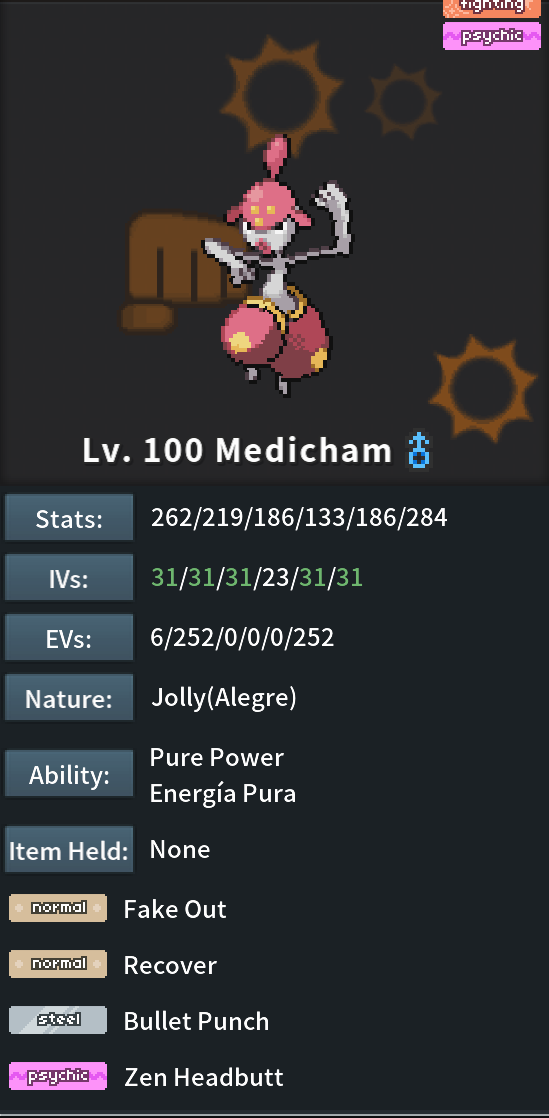 fighting
psychic
Lv. 100 Medicham ♂
Stats: 262/219/186/133/186/284
IVs: 31/31/31/23/31/31
EVs: 6/252/0/0/0/252
Nature: Jolly(Alegre)
Ability: Pure Power
Energía Pura
Item Held: None
normal Fake Out
normal Recover
steel Bullet Punch
psychic Zen Headbutt